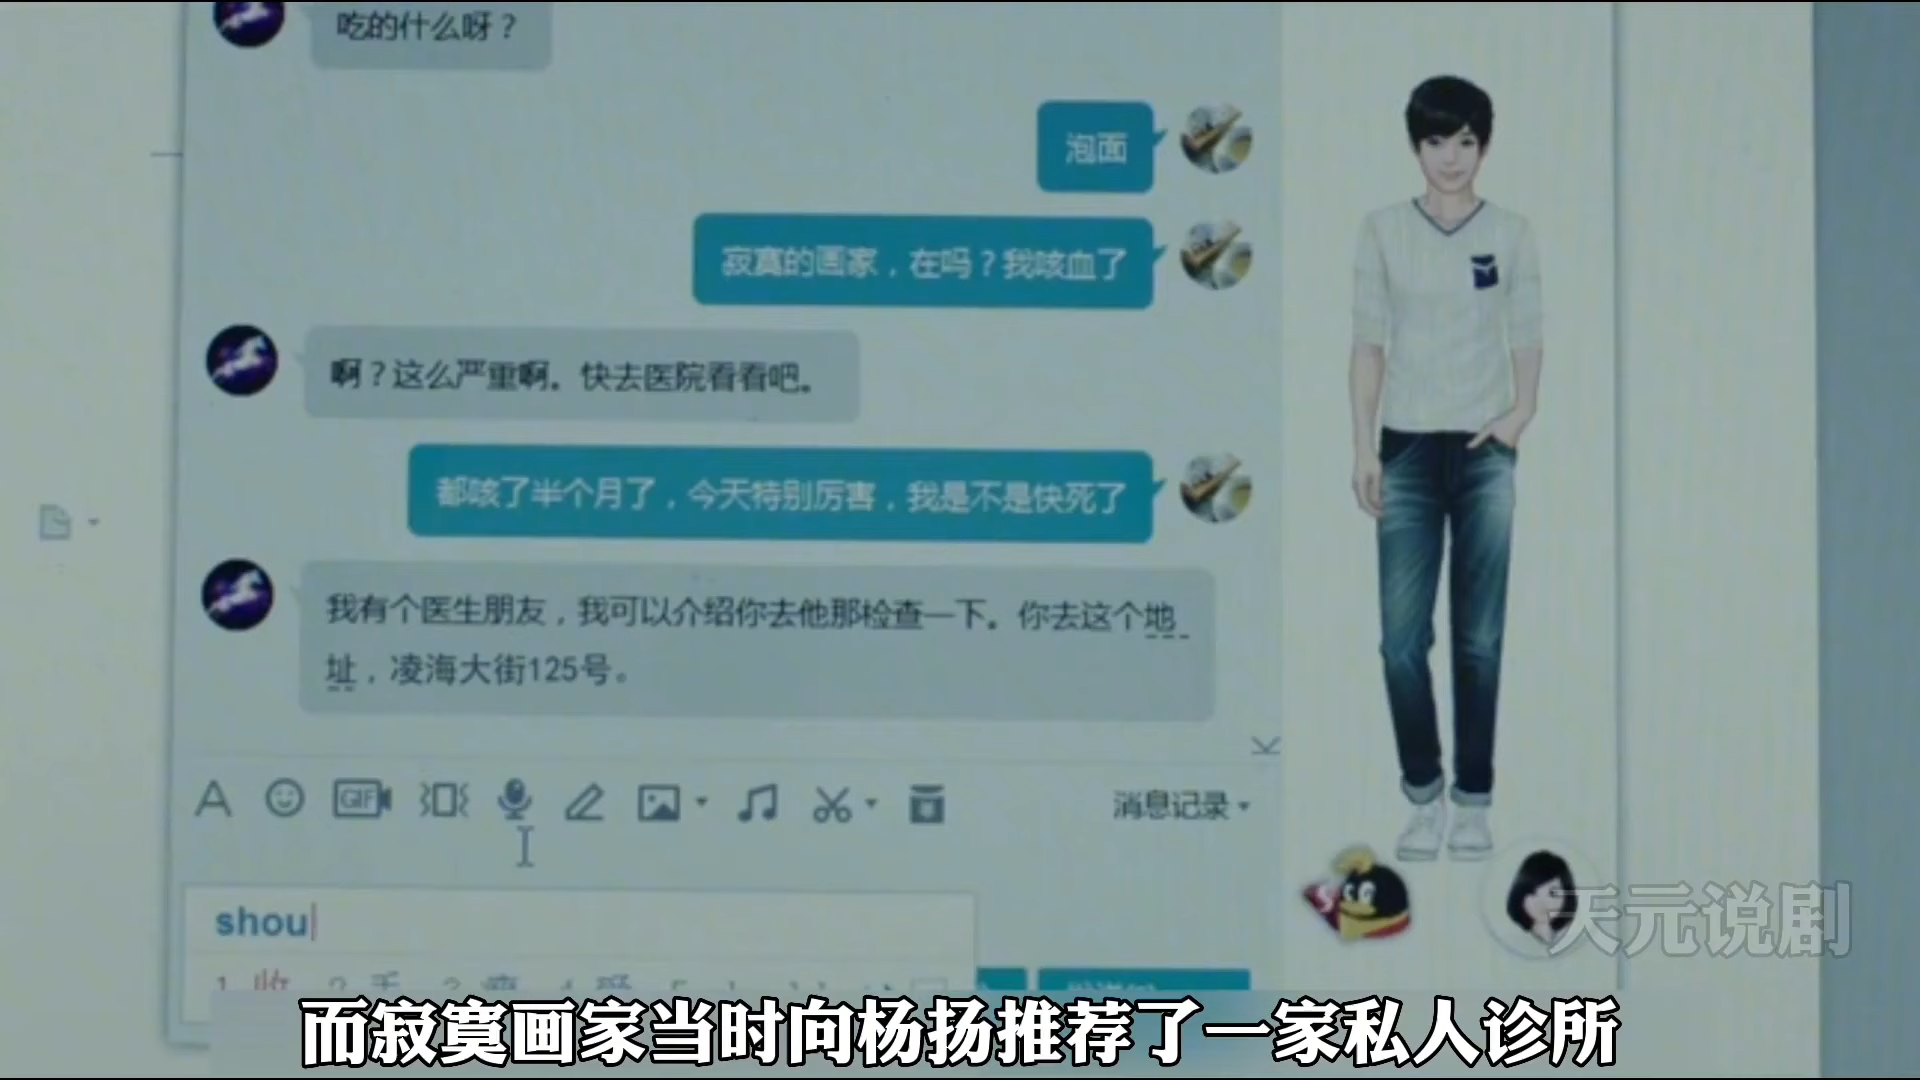 吃的什么呀？
泡面
寂寞的画家，在吗？我咳血了
啊？这么严重啊。快去医院看看吧。
都咳了半个月了，今天特别厉害，我是不是快死了
我有个医生朋友，我可以介绍你去他那检查一下。你去这个地
址，凌海大街125号。
GIF
消息记录
shou
天元说剧
而寂寞画家当时向杨扬推荐了一家私人诊所